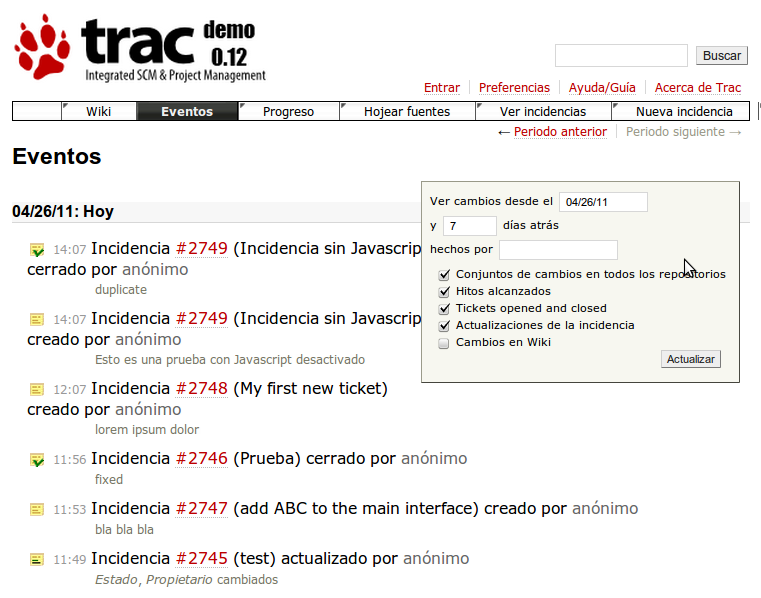 trac demo
0.12
Integrated SCM & Project Management
Buscar
Entrar Preferencias Ayuda/Guía Acerca de Trac
Wiki Eventos Progreso Hojear fuentes Ver incidencias Nueva incidencia
← Periodo anterior Periodo siguiente →
Eventos
Ver cambios desde el 04/26/11
y 7 días atrás
hechos por
Conjuntos de cambios en todos los repositorios
Hitos alcanzados
Tickets opened and closed
Actualizaciones de la incidencia
Cambios en Wiki
Actualizar
04/26/11: Hoy
14:07 Incidencia #2749 (Incidencia sin Javascrip
cerrado por anónimo
duplicate
14:07 Incidencia #2749 (Incidencia sin Javascrip
creado por anónimo
Esto es una prueba con Javascript desactivado
12:07 Incidencia #2748 (My first new ticket)
creado por anónimo
lorem ipsum dolor
11:56 Incidencia #2746 (Prueba) cerrado por anónimo
fixed
11:53 Incidencia #2747 (add ABC to the main interface) creado por anónimo
bla bla bla
11:49 Incidencia #2745 (test) actualizado por anónimo
Estado, Propietario cambiados